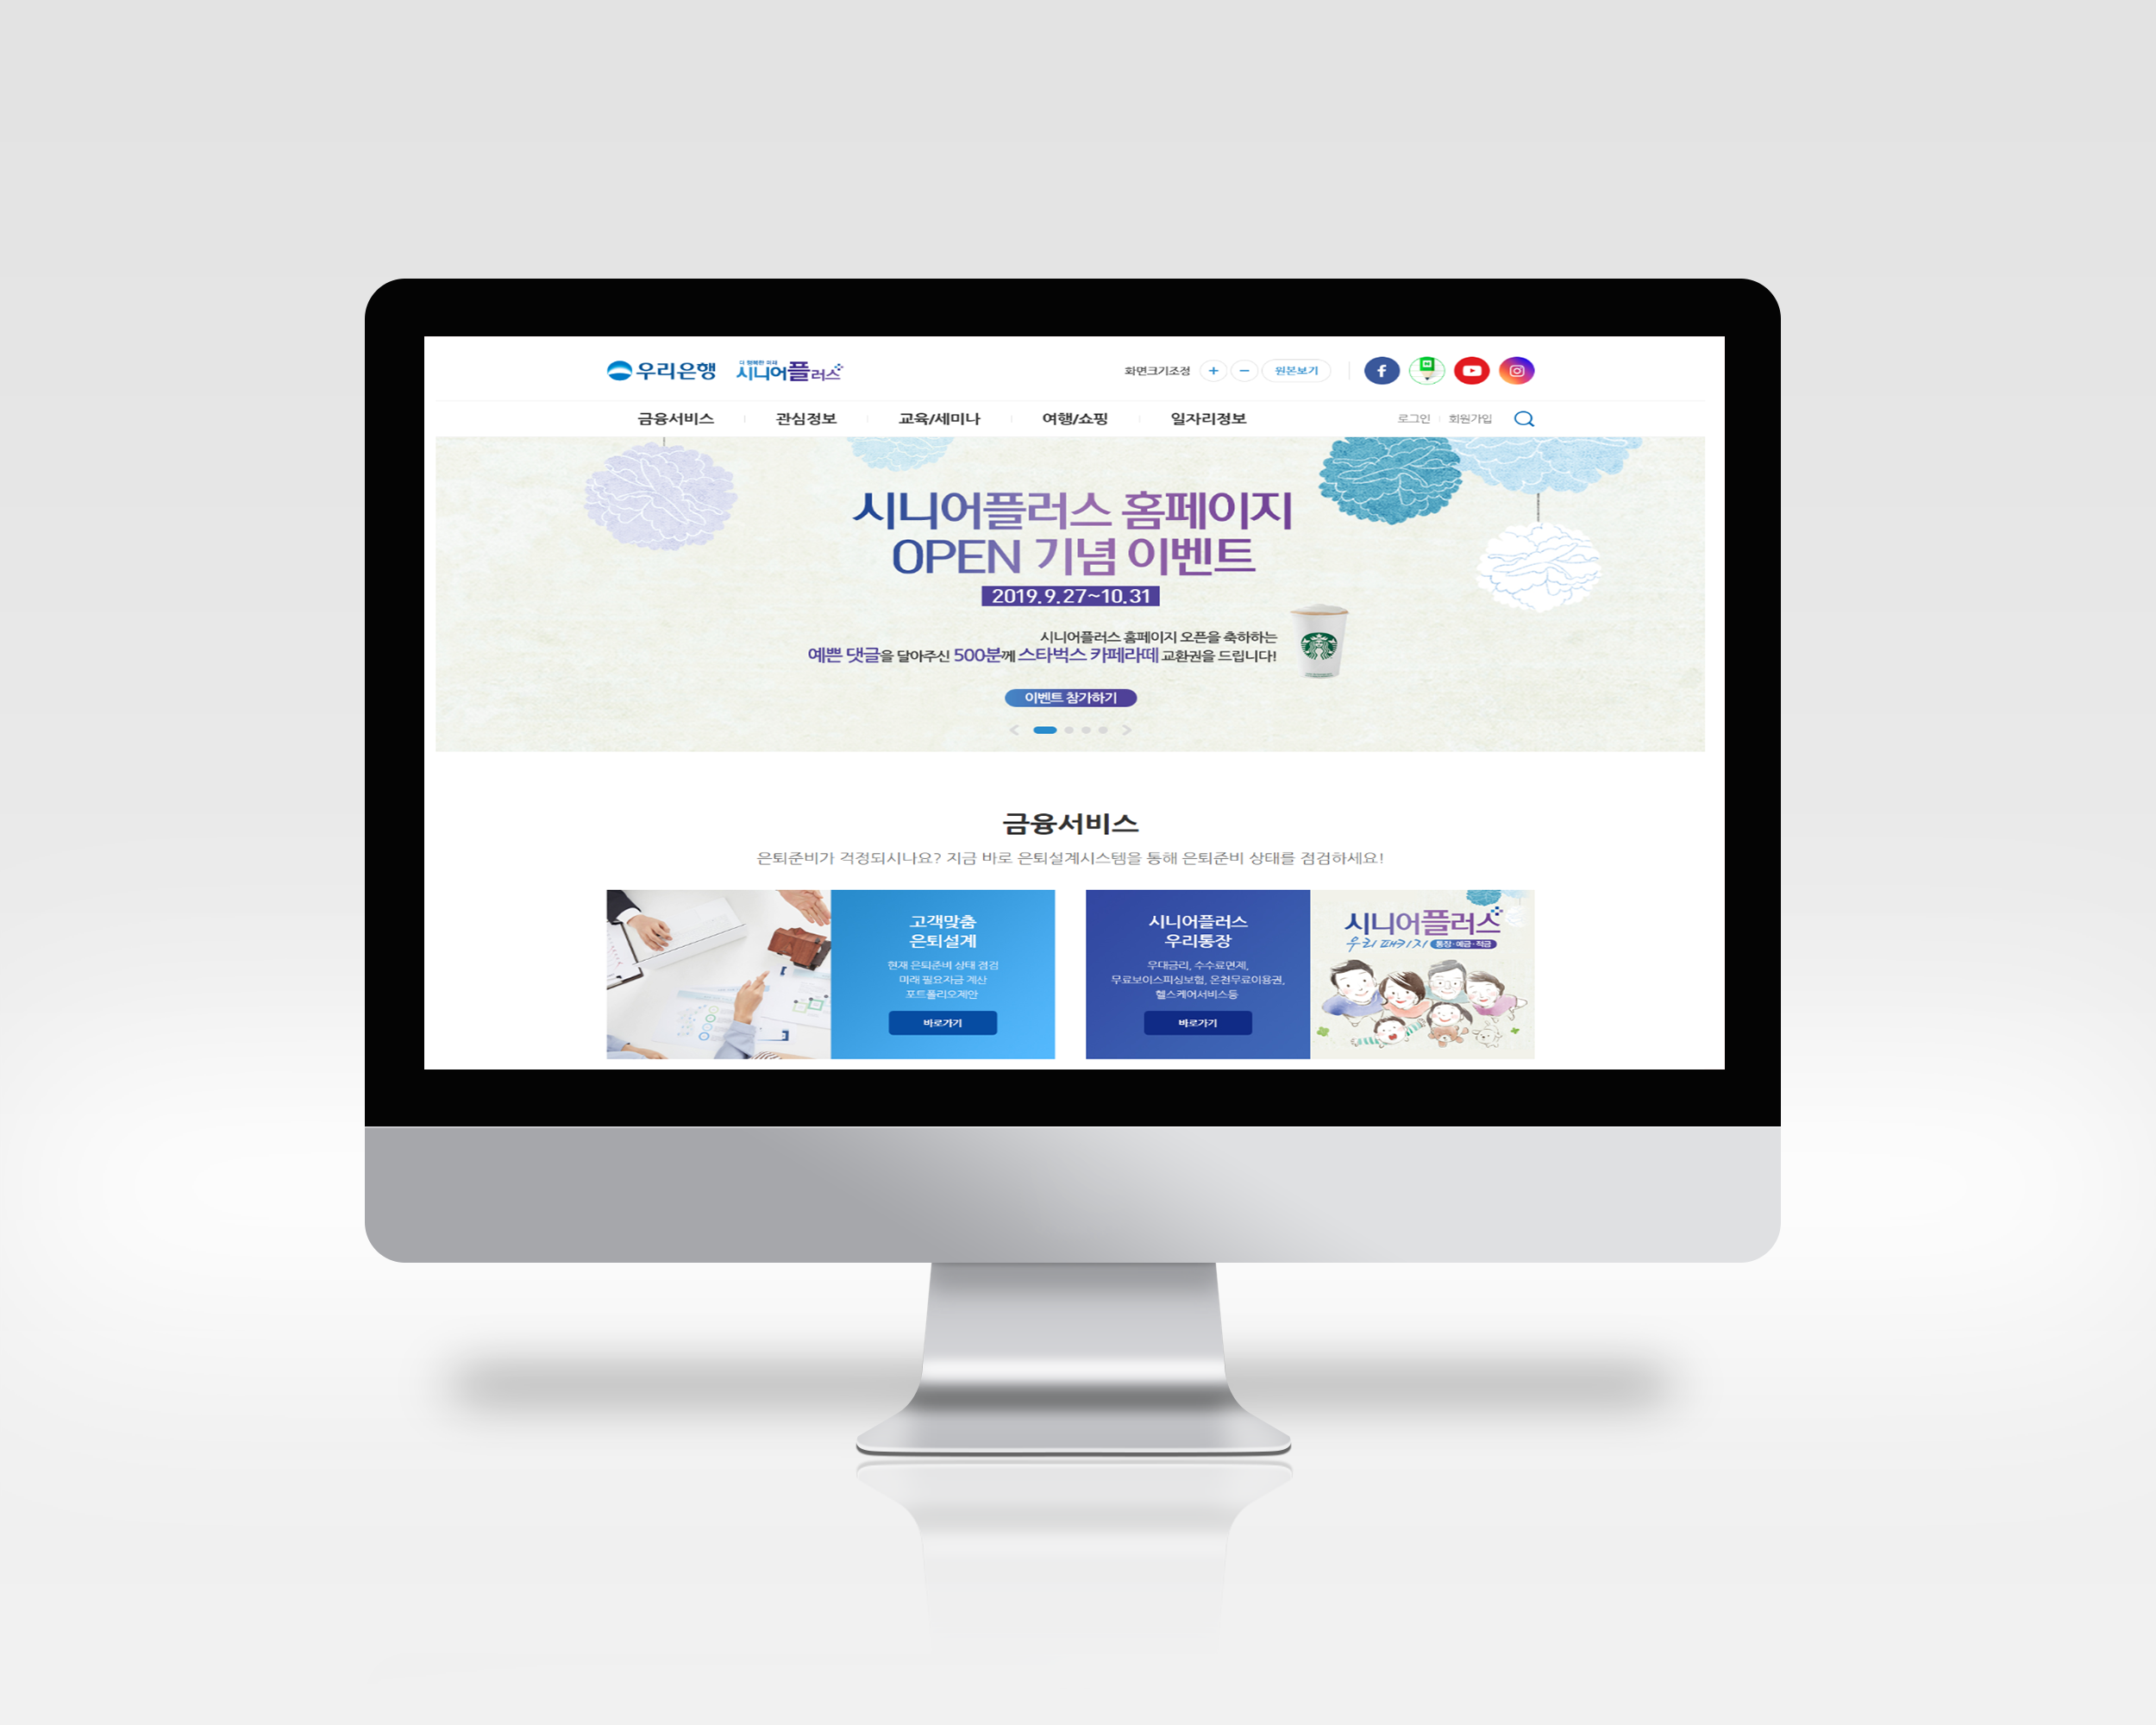 우리은행
더 행복한 미래
시니어플러스
화면크기조정 + − 원본보기
금융서비스 관심정보 교육/세미나 여행/쇼핑 일자리정보 로그인 회원가입
시니어플러스 홈페이지
OPEN 기념 이벤트
2019.9.27~10.31
시니어플러스 홈페이지 오픈을 축하하는
예쁜 댓글을 달아주신 500분께 스타벅스 카페라떼 교환권을 드립니다!
이벤트 참가하기
금융서비스
은퇴준비가 걱정되시나요? 지금 바로 은퇴설계시스템을 통해 은퇴준비 상태를 점검하세요!
고객맞춤
은퇴설계
현재 은퇴준비 상태 점검
미래 필요자금 계산
포트폴리오제안
바로가기
시니어플러스
우리통장
우대금리, 수수료면제,
무료보이스피싱보험, 온천무료이용권,
헬스케어서비스등
바로가기
시니어플러스
우리 패키지 통장·예금·적금